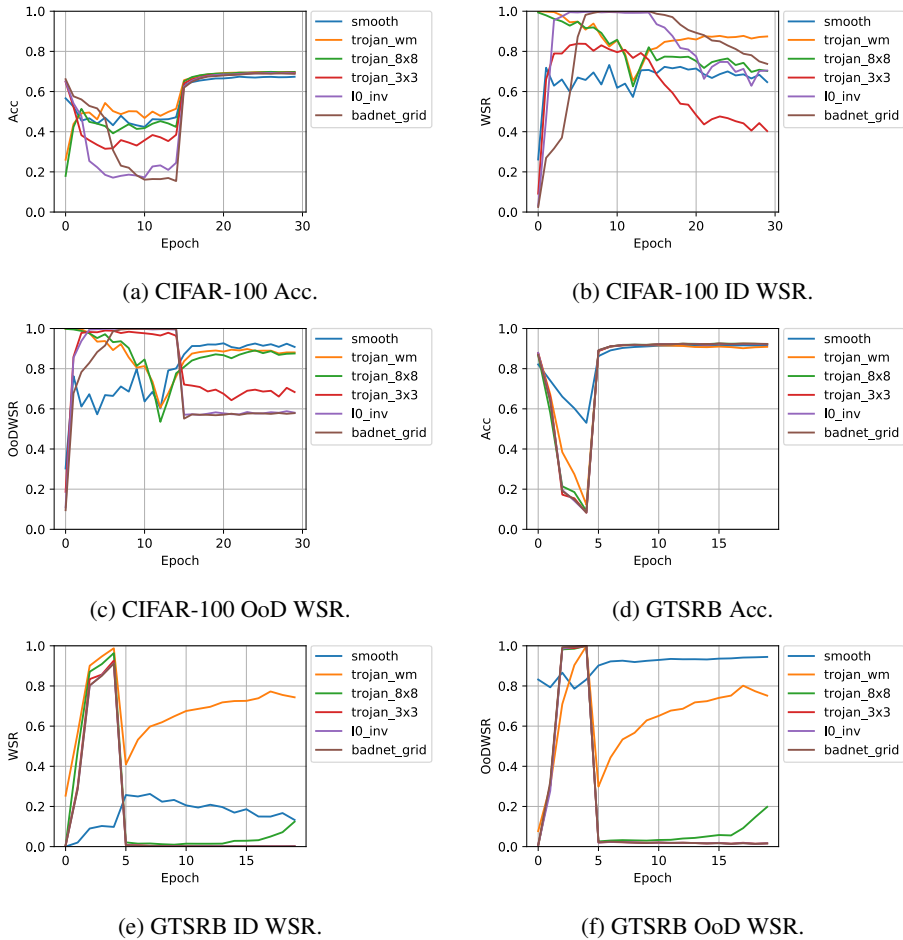 1.0
0.8
0.6
0.4
0.2
0.0
Acc
0 10 20 30
Epoch
smooth
trojan_wm
trojan_8x8
trojan_3x3
l0_inv
badnet_grid
(a) CIFAR-100 Acc.
1.0
0.8
0.6
0.4
0.2
0.0
WSR
0 10 20 30
Epoch
smooth
trojan_wm
trojan_8x8
trojan_3x3
l0_inv
badnet_grid
(b) CIFAR-100 ID WSR.
1.0
0.8
0.6
0.4
0.2
0.0
OoDWSR
0 10 20 30
Epoch
smooth
trojan_wm
trojan_8x8
trojan_3x3
l0_inv
badnet_grid
(c) CIFAR-100 OoD WSR.
1.0
0.8
0.6
0.4
0.2
0.0
Acc
0 5 10 15
Epoch
smooth
trojan_wm
trojan_8x8
trojan_3x3
l0_inv
badnet_grid
(d) GTSRB Acc.
1.0
0.8
0.6
0.4
0.2
0.0
WSR
0 5 10 15
Epoch
smooth
trojan_wm
trojan_8x8
trojan_3x3
l0_inv
badnet_grid
(e) GTSRB ID WSR.
1.0
0.8
0.6
0.4
0.2
0.0
OoDWSR
0 5 10 15
Epoch
smooth
trojan_wm
trojan_8x8
trojan_3x3
l0_inv
badnet_grid
(f) GTSRB OoD WSR.